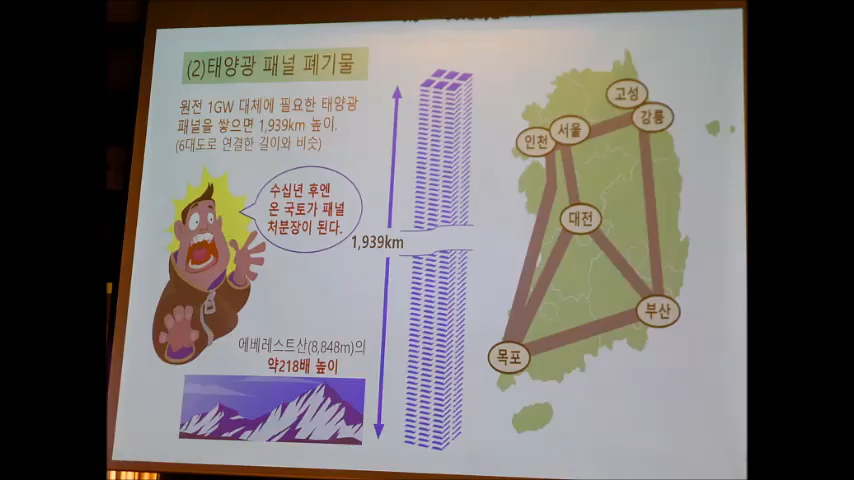 (2)태양광 패널 폐기물
원전 1GW 대체에 필요한 태양광
패널을 쌓으면 1,939km 높이.
(6대도로 연결한 길이와 비슷)
수십년 후엔
온 국토가 패널
처분장이 된다.
1,939km
에베레스트산(8,848m)의
약218배 높이
고성
강릉
서울
인천
대전
부산
목포